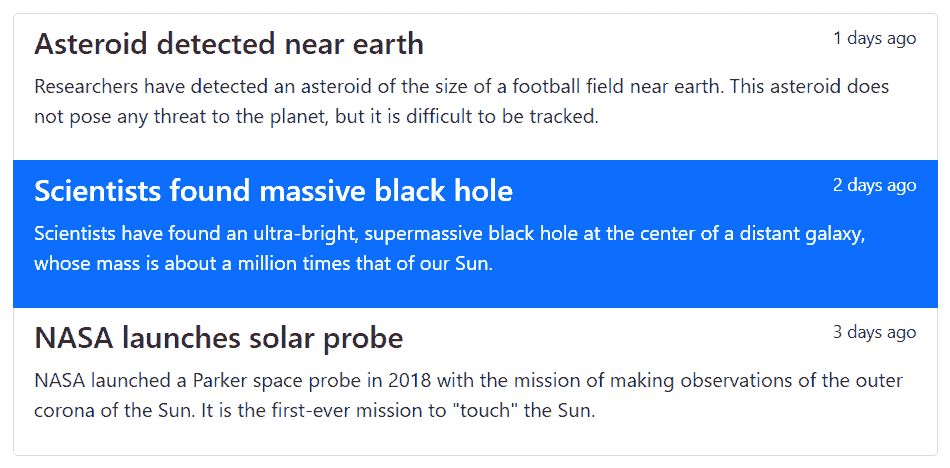 Asteroid detected near earth
1 days ago
Researchers have detected an asteroid of the size of a football field near earth. This asteroid does
not pose any threat to the planet, but it is difficult to be tracked.
Scientists found massive black hole
2 days ago
Scientists have found an ultra-bright, supermassive black hole at the center of a distant galaxy,
whose mass is about a million times that of our Sun.
NASA launches solar probe
3 days ago
NASA launched a Parker space probe in 2018 with the mission of making observations of the outer
corona of the Sun. It is the first-ever mission to "touch" the Sun.